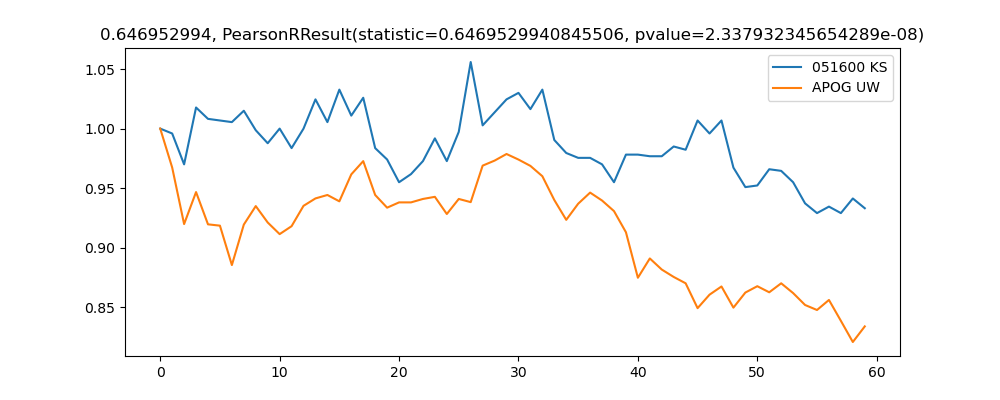 0.646952994, PearsonRResult(statistic=0.6469529940845506, pvalue=2.337932345654289e-08)
051600 KS
APOG UW
1.05
1.00
0.95
0.90
0.85
0 10 20 30 40 50 60